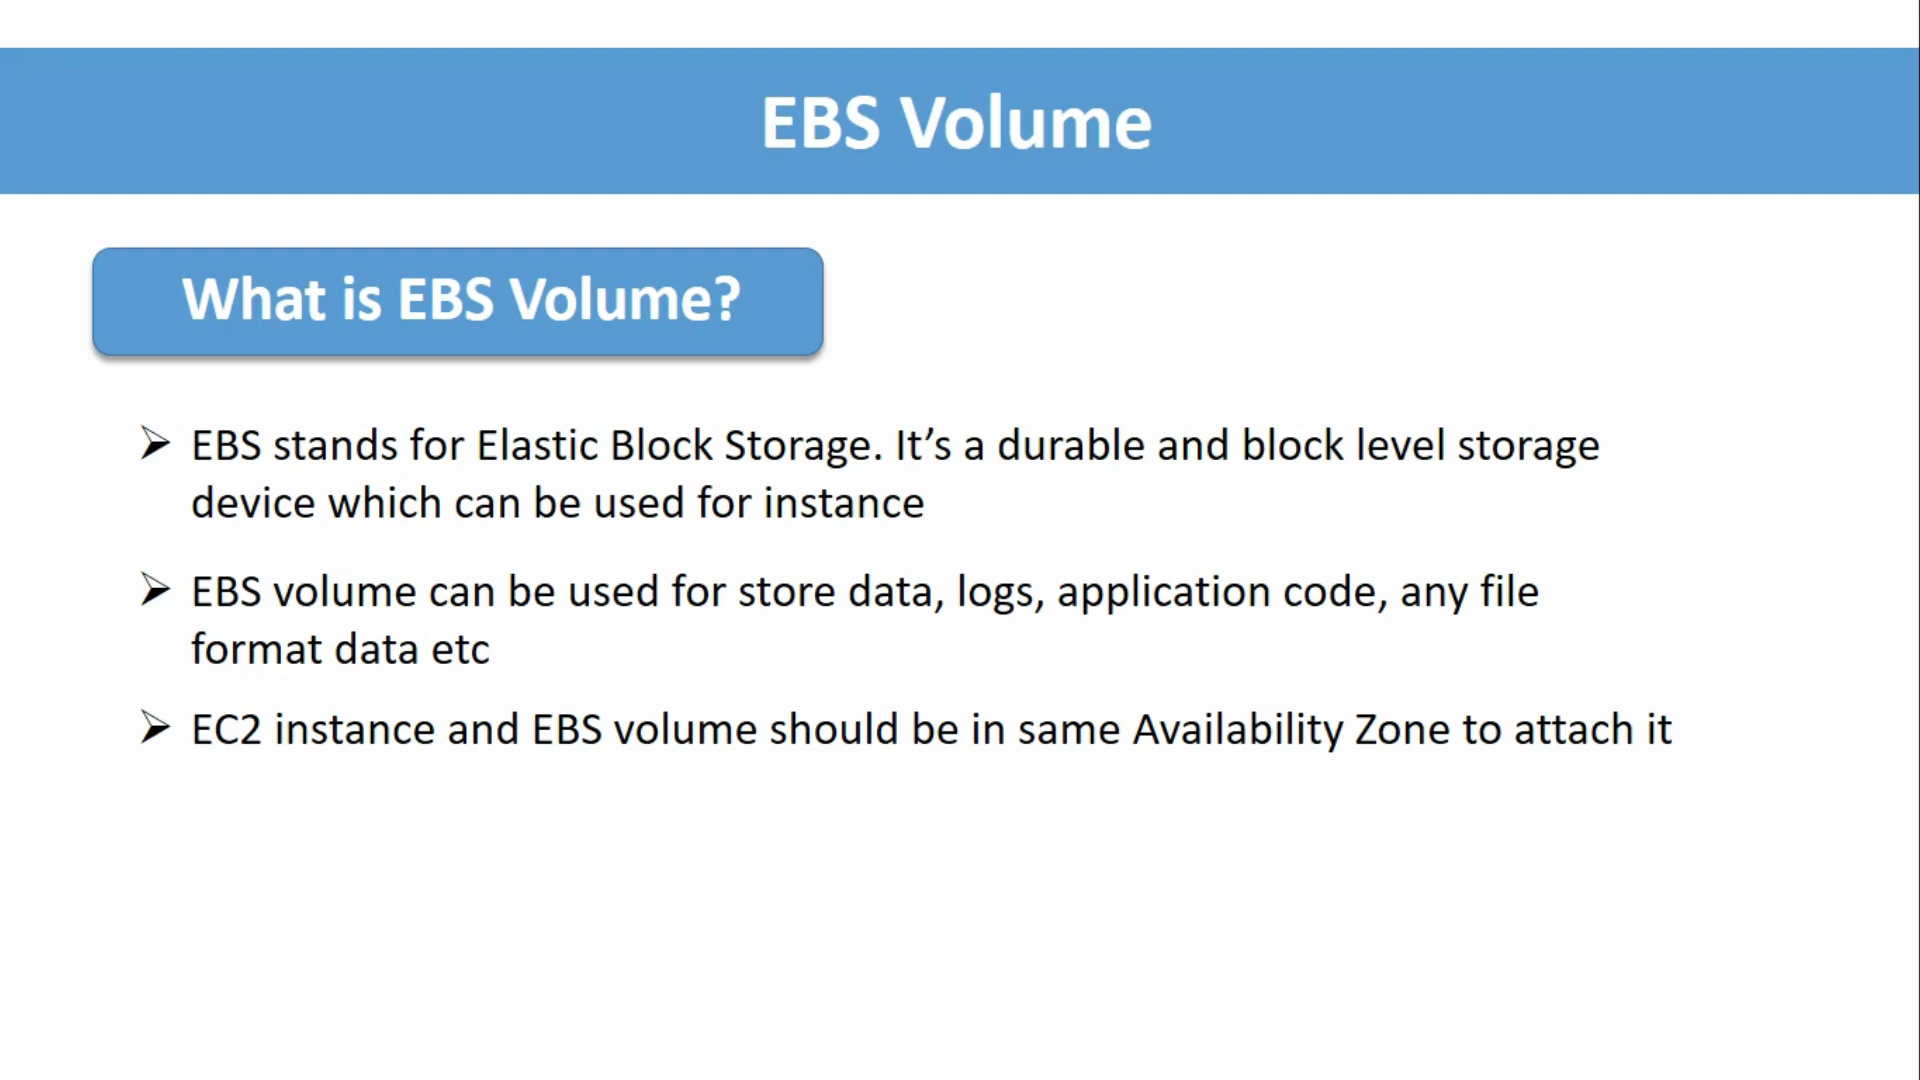 EBS Volume
What is EBS Volume?
➢ EBS stands for Elastic Block Storage. It’s a durable and block level storage
device which can be used for instance
➢ EBS volume can be used for store data, logs, application code, any file
format data etc
➢ EC2 instance and EBS volume should be in same Availability Zone to attach it